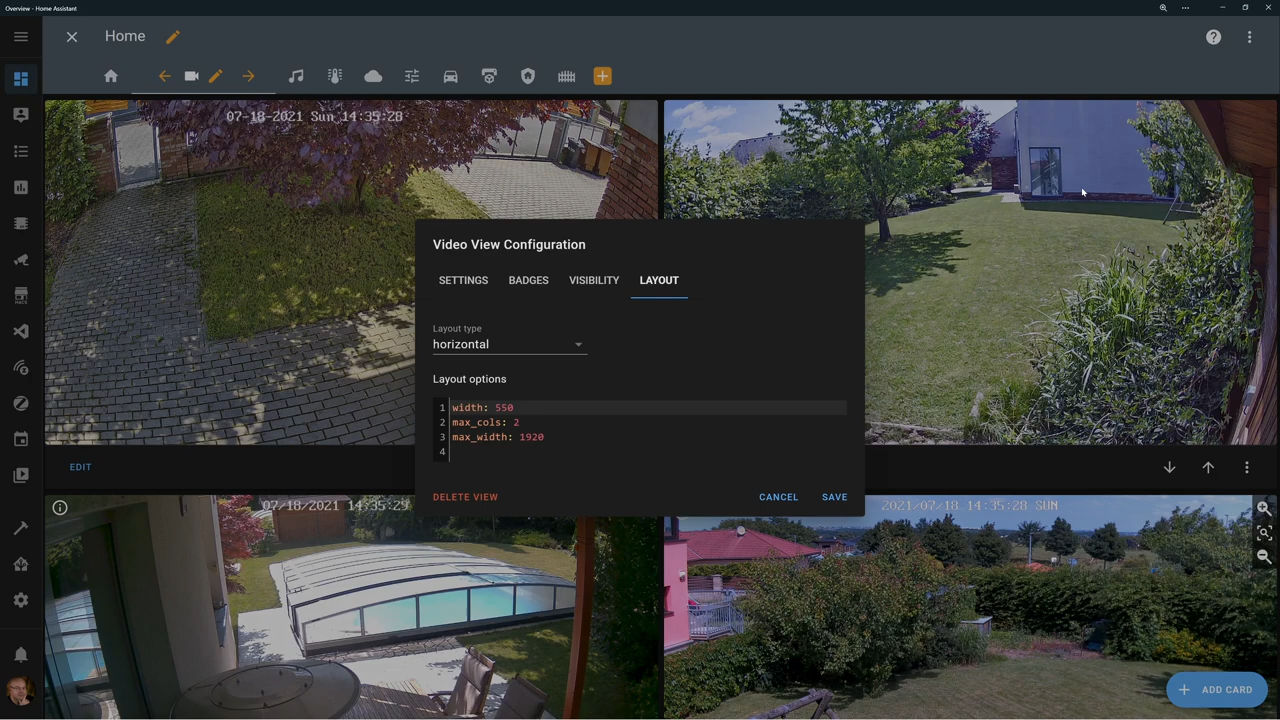 Overview - Home Assistant
Home
07-18-2021 Sun 14:35:28
Video View Configuration
SETTINGS BADGES VISIBILITY LAYOUT
Layout type
horizontal
Layout options
1 width: 550
2 max_cols: 2
3 max_width: 1920
4
EDIT
DELETE VIEW CANCEL SAVE
07/18/2021 14:35:29
2021/07/18 14:35:28 SUN
HACS
ADD CARD